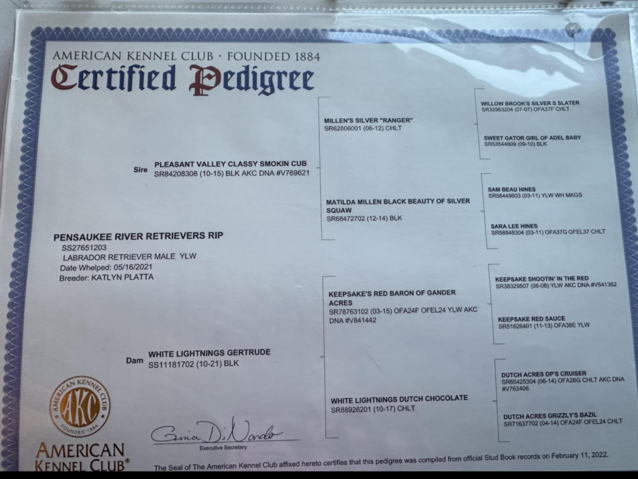 AMERICAN KENNEL CLUB · FOUNDED 1884
Certified Pedigree
WILLOW BROOK'S SILVER S SLATER
SR32963204 (07-07) OFA37F CHLT
MILLEN'S SILVER "RANGER"
SR62806001 (06-12) CHLT
SWEET GATOR GIRL OF ADEL BABY
SR53544809 (09-10) BLK
Sire PLEASANT VALLEY CLASSY SMOKIN CUB
SR84208308 (10-15) BLK AKC DNA #V769621
SAM BEAU HINES
SR58449603 (03-11) YLW WH MKGS
MATILDA MILLEN BLACK BEAUTY OF SILVER
SQUAW
SR68472702 (12-14) BLK
SARA LEE HINES
SR58848304 (03-11) OFA37G OFEL37 CHLT
PENSAUKEE RIVER RETRIEVERS RIP
SS27651203
LABRADOR RETRIEVER MALE YLW
Date Whelped: 05/16/2021
Breeder: KATLYN PLATTA
KEEPSAKE SHOOTIN' IN THE RED
SR38329507 (06-08) YLW AKC DNA #V541362
KEEPSAKE'S RED BARON OF GANDER
ACRES
SR78763102 (03-15) OFA24F OFEL24 YLW AKC
DNA #V841442
KEEPSAKE RED SAUCE
SR51626401 (11-13) OFA38E YLW
Dam WHITE LIGHTNINGS GERTRUDE
SS11181702 (10-21) BLK
DUTCH ACRES DP'S CRUISER
SR65425304 (06-14) OFA26G CHLT AKC DNA
#V763406
WHITE LIGHTNINGS DUTCH CHOCOLATE
SR88926201 (10-17) CHLT
DUTCH ACRES GRIZZLY'S BAZIL
SR71637702 (04-14) OFA24F OFEL24 CHLT
AMERICAN KENNEL CLUB
AKC
FOUNDED 1884
AMERICAN
KENNEL CLUB®
Gina DiNardo
Executive Secretary
The Seal of The American Kennel Club affixed hereto certifies that this pedigree was compiled from official Stud Book records on February 11, 2022.